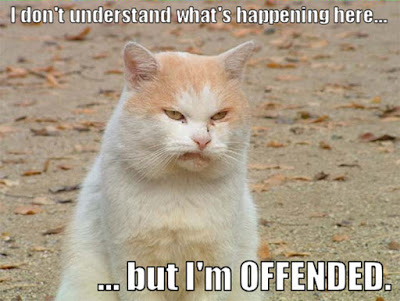 I don't understand what's happening here...
... but I'm OFFENDED.